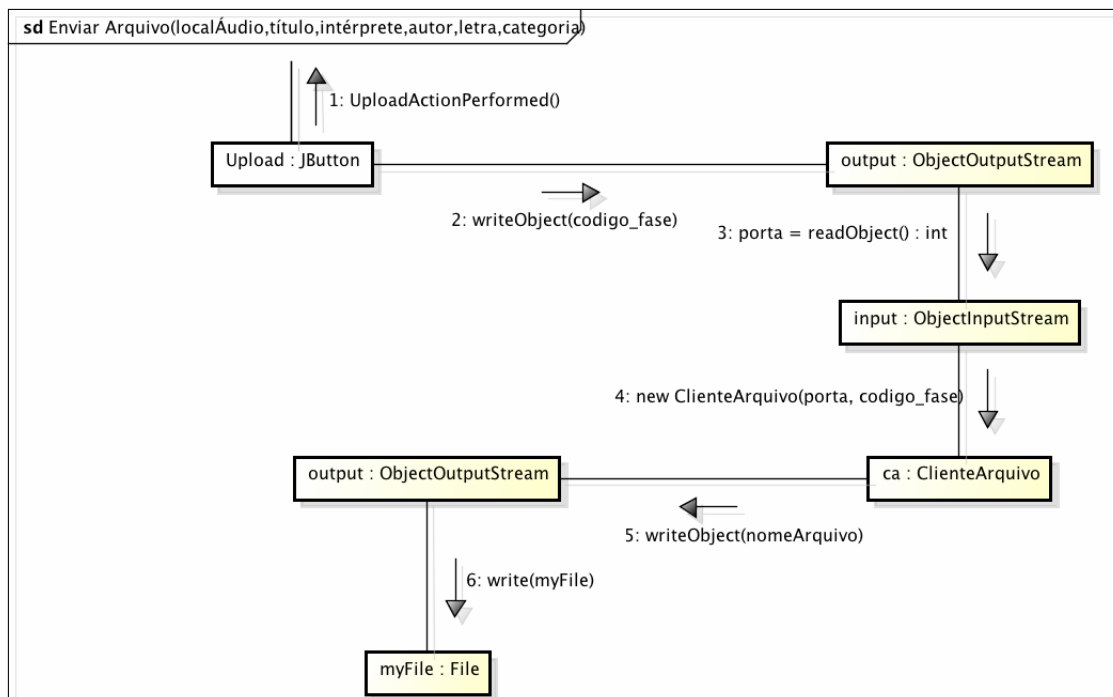 sd Enviar Arquivo(localÁudio,título,intérprete,autor,letra,categoria)
1: UploadActionPerformed()
Upload : JButton
output : ObjectOutputStream
2: writeObject(codigo_fase)
3: porta = readObject() : int
input : ObjectInputStream
4: new ClienteArquivo(porta, codigo_fase)
output : ObjectOutputStream
ca : ClienteArquivo
5: writeObject(nomeArquivo)
6: write(myFile)
myFile : File